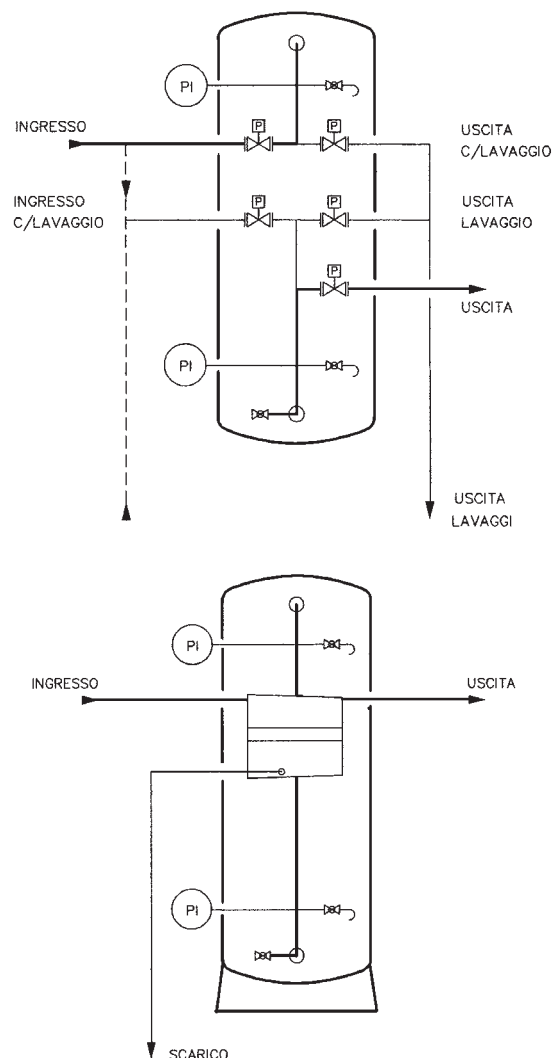 PI
INGRESSO
P
P
USCITA
C/LAVAGGIO
INGRESSO
C/LAVAGGIO
P
P
USCITA
LAVAGGIO
P
USCITA
PI
USCITA
LAVAGGI
PI
INGRESSO
USCITA
PI
SCARICO